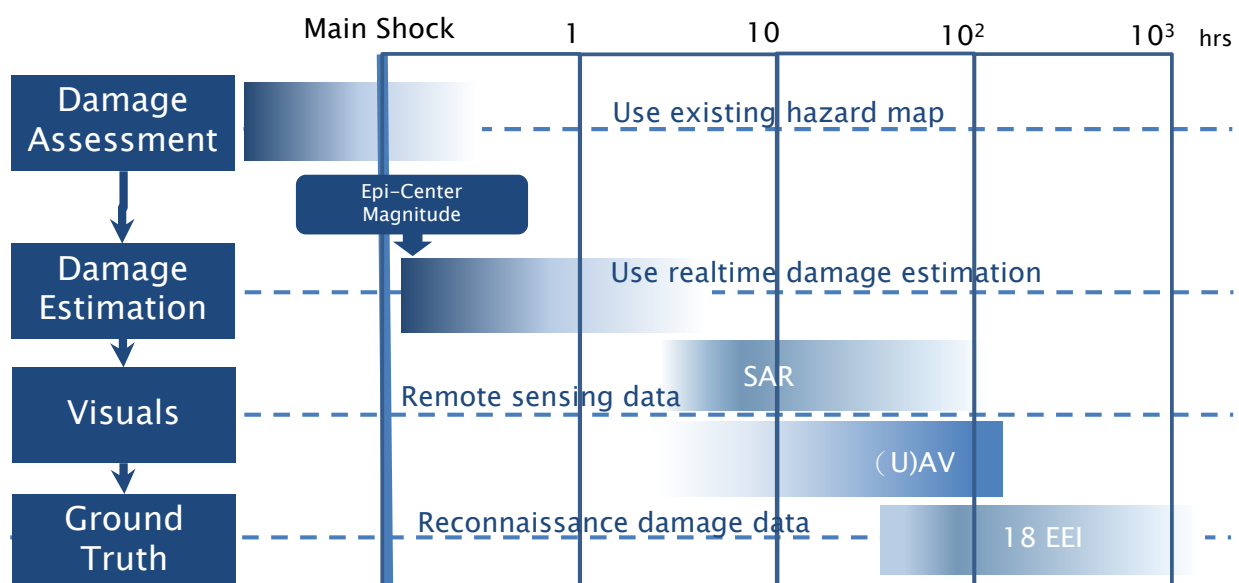 Main Shock 1 10 10² 10³ hrs
Damage
Assessment
Use existing hazard map
Epi-Center
Magnitude
Damage
Estimation
Use realtime damage estimation
SAR
Visuals
Remote sensing data
（U)AV
Ground
Truth
Reconnaissance damage data
18 EEI